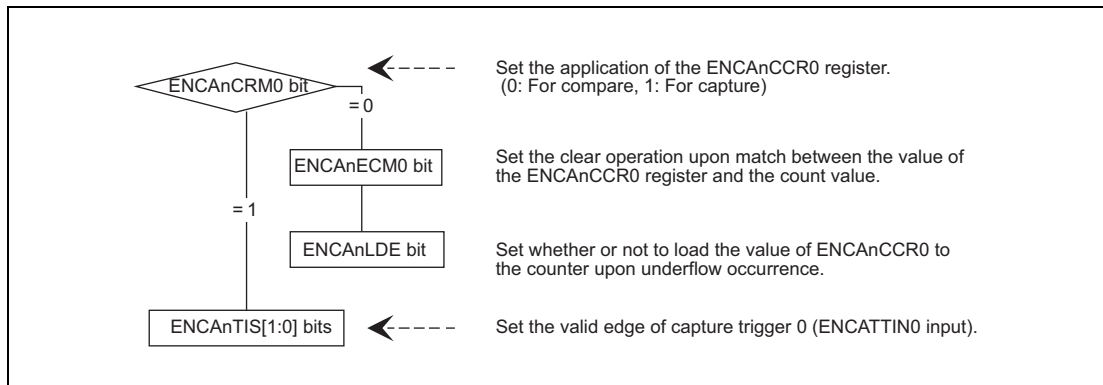 ENCAnCRM0 bit
Set the application of the ENCAnCCR0 register.
(0: For compare, 1: For capture)
= 0
ENCAnECM0 bit
Set the clear operation upon match between the value of
the ENCAnCCR0 register and the count value.
= 1
ENCAnLDE bit
Set whether or not to load the value of ENCAnCCR0 to
the counter upon underflow occurrence.
ENCAnTIS[1:0] bits
Set the valid edge of capture trigger 0 (ENCATTIN0 input).